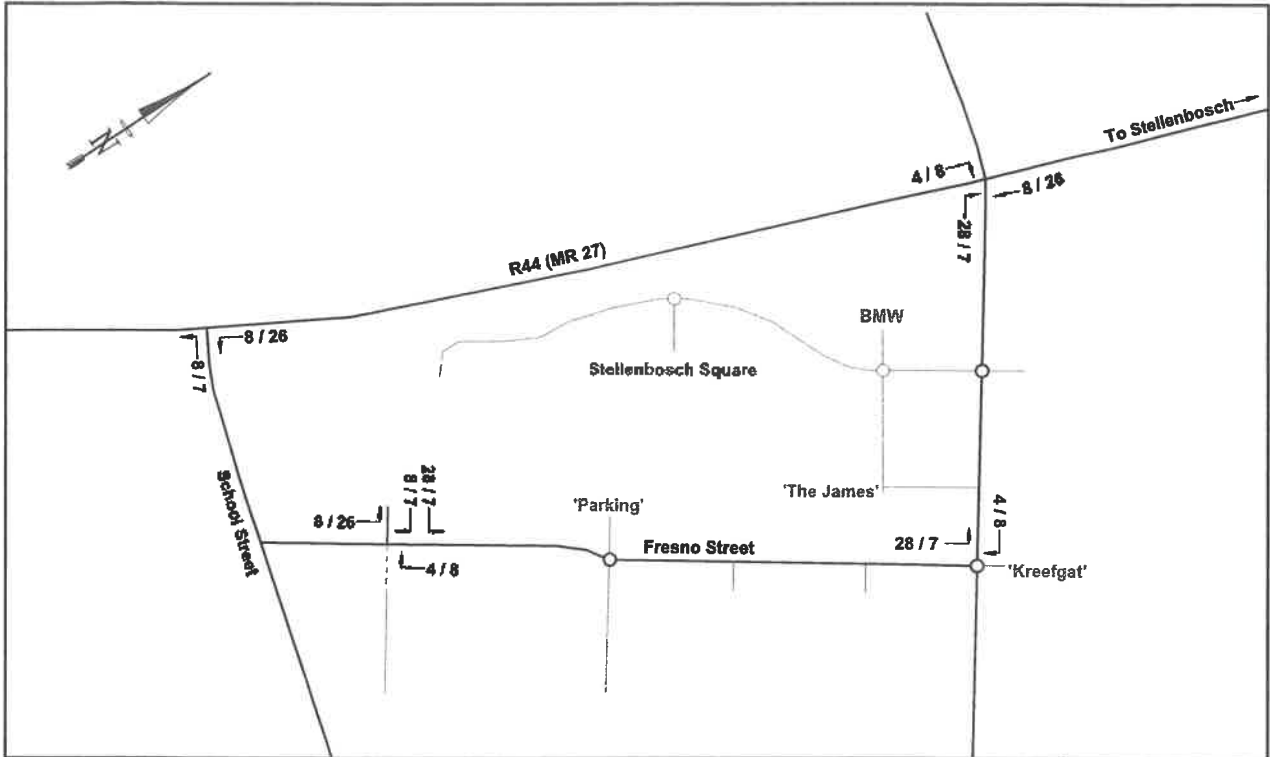 N
To Stellenbosch
4 / 8
8 / 26
28 / 7
R44 (MR 27)
8 / 26
8 / 7
BMW
Stellenbosch Square
School Street
28 / 7
8 / 7
'Parking'
'The James'
8 / 26
4 / 8
4 / 8
Fresno Street
28 / 7
'Kreefgat'